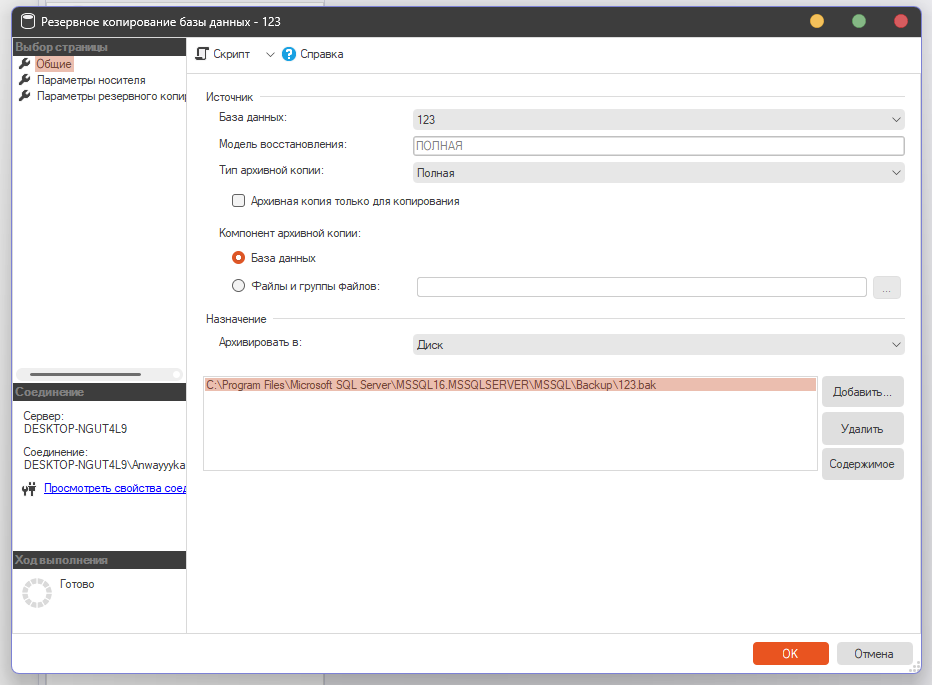 Резервное копирование базы данных - 123
Выбор страницы
Общие
Параметры носителя
Параметры резервного копи
Скрипт
Справка
Источник
База данных:
123
Модель восстановления:
ПОЛНАЯ
Тип архивной копии:
Полная
Архивная копия только для копирования
Компонент архивной копии:
База данных
Файлы и группы файлов:
...
Назначение
Архивировать в:
Диск
C:\Program Files\Microsoft SQL Server\MSSQL16.MSSQLSERVER\MSSQL\Backup\123.bak
Добавить...
Удалить
Содержимое
Соединение
Сервер:
DESKTOP-NGUT4L9
Соединение:
DESKTOP-NGUT4L9\Anwayyyka
Просмотреть свойства соед
Ход выполнения
Готово
OK
Отмена